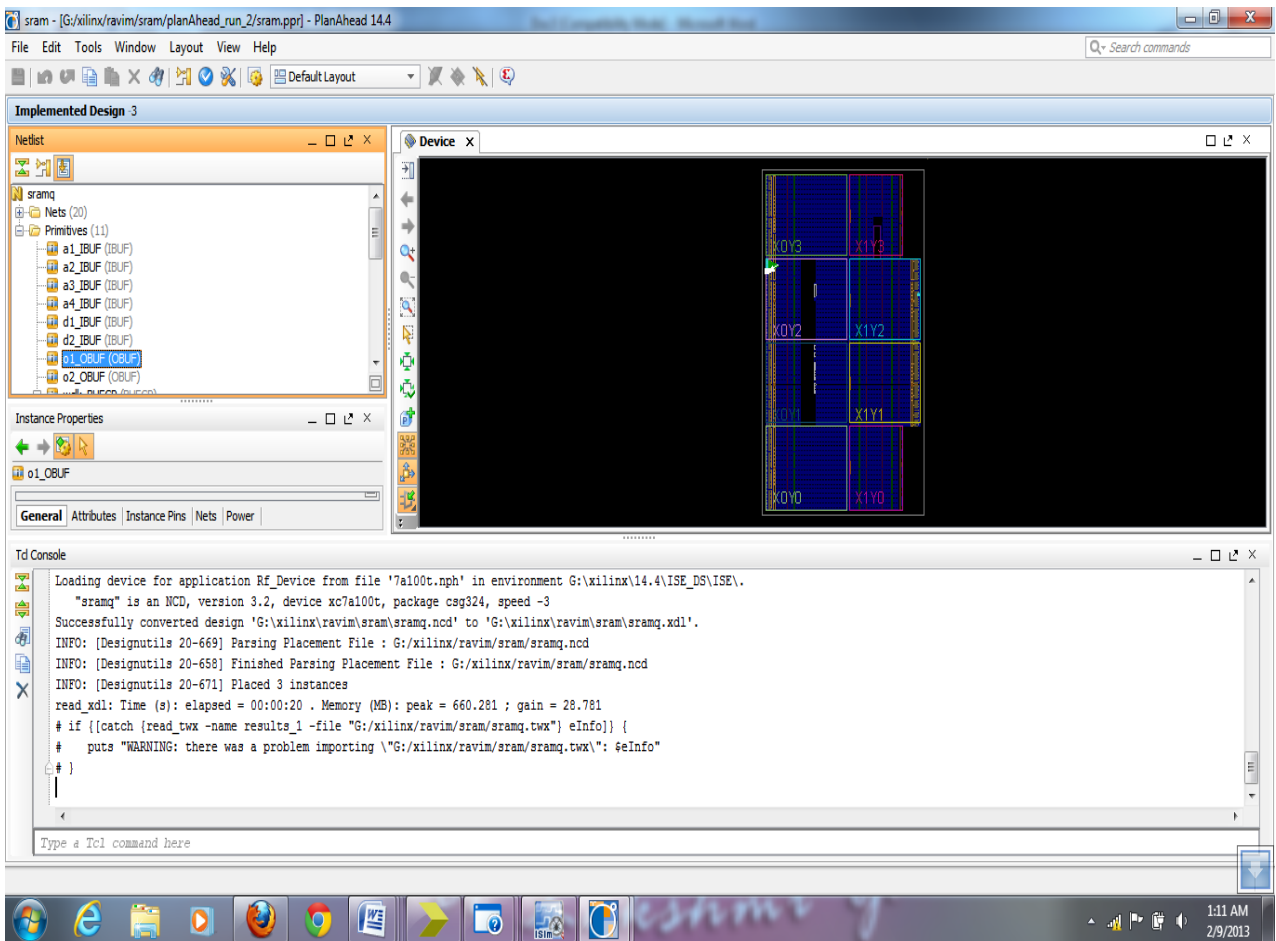 sram - [G:/xilinx/ravim/sram/planAhead_run_2/sram.ppr] - PlanAhead 14.4
File Edit Tools Window Layout View Help
Search commands
Default Layout
Implemented Design -3
Netlist
sramq
Nets (20)
Primitives (11)
a1_IBUF (IBUF)
a2_IBUF (IBUF)
a3_IBUF (IBUF)
a4_IBUF (IBUF)
d1_IBUF (IBUF)
d2_IBUF (IBUF)
o1_OBUF (OBUF)
o2_OBUF (OBUF)
Instance Properties
o1_OBUF
General Attributes Instance Pins Nets Power
Device X
X0Y3 X1Y3
X0Y2 X1Y2
X0Y1 X1Y1
X0Y0 X1Y0
Tcl Console
Loading device for application Rf_Device from file '7a100t.nph' in environment G:\xilinx\14.4\ISE_DS\ISE\.
"sramq" is an NCD, version 3.2, device xc7a100t, package csg324, speed -3
Successfully converted design 'G:\xilinx\ravim\sram\sramq.ncd' to 'G:\xilinx\ravim\sram\sramq.xdl'.
INFO: [Designutils 20-669] Parsing Placement File : G:/xilinx/ravim/sram/sramq.ncd
INFO: [Designutils 20-658] Finished Parsing Placement File : G:/xilinx/ravim/sram/sramq.ncd
INFO: [Designutils 20-671] Placed 3 instances
read_xdl: Time (s): elapsed = 00:00:20 . Memory (MB): peak = 660.281 ; gain = 28.781
# if {[catch {read_twx -name results_1 -file "G:/xilinx/ravim/sram/sramq.twx"} eInfo]} {
# puts "WARNING: there was a problem importing \"G:/xilinx/ravim/sram/sramq.twx\": $eInfo"
# }
Type a Tcl command here
ISim
1:11 AM
2/9/2013